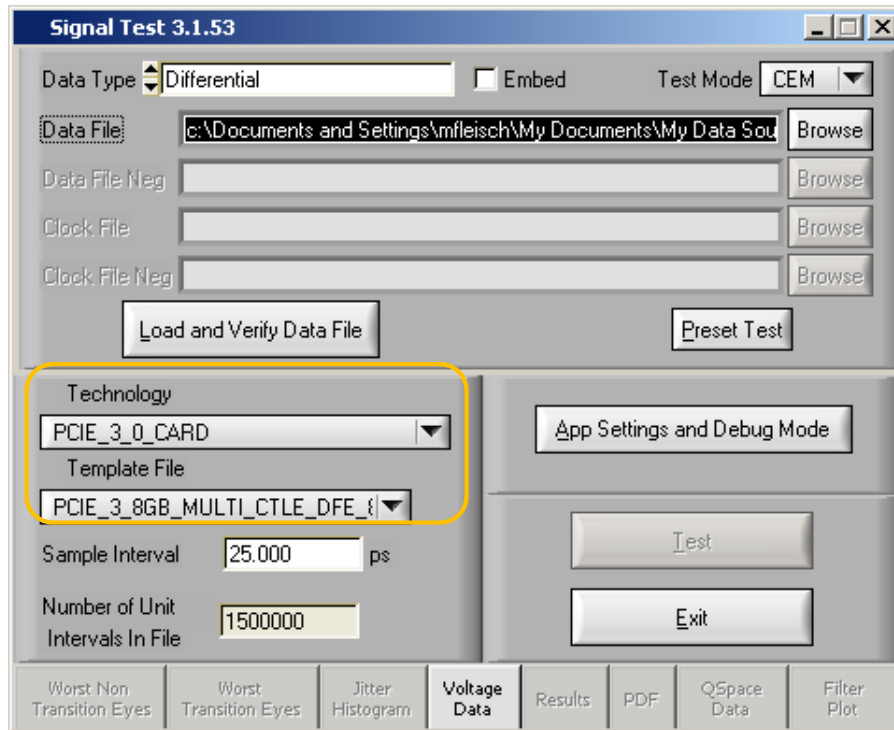 Signal Test 3.1.53
Data Type Differential Embed Test Mode CEM
Data File c:\Documents and Settings\mfleisch\My Documents\My Data Sou Browse
Data File Neg Browse
Clock File Browse
Clock File Neg Browse
Load and Verify Data File Preset Test
Technology
PCIE_3_0_CARD
App Settings and Debug Mode
Template File
PCIE_3_8GB_MULTI_CTLE_DFE_
Sample Interval 25.000 ps
Test
Number of Unit
Intervals In File
1500000
Exit
Worst Non
Transition Eyes
Worst
Transition Eyes
Jitter
Histogram
Voltage
Data
Results
PDF
QSpace
Data
Filter
Plot